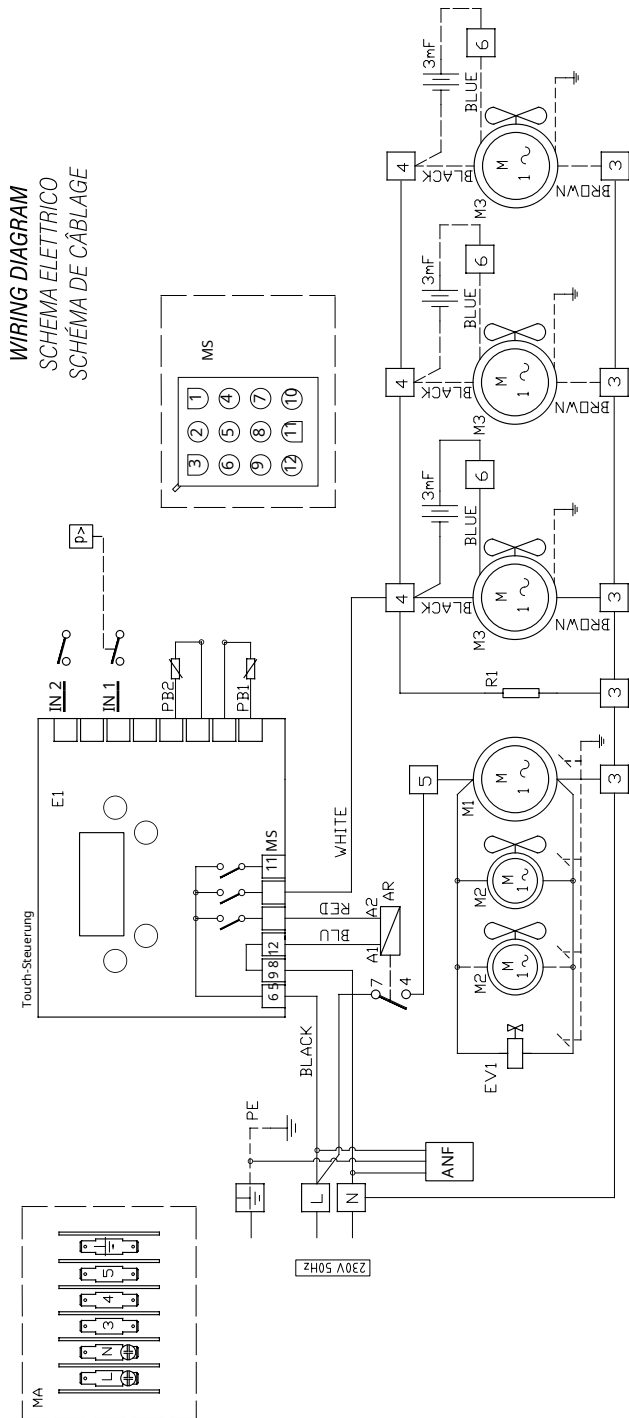 WIRING DIAGRAM
SCHEMA ELETTRICO
SCHÉMA DE CÂBLAGE
MA
L
N
3
4
5
230V 50Hz
L
N
PE
ANF
Touch-Steuerung
E1
IN 2
IN 1
p>
PB2
PB1
6 5
9 8
12
11 MS
BLACK
BLU
RED
WHITE
A1
A2
AR
7
4
5
MS
3 2 1
6 5 4
9 8 7
12 11 10
EV1
M2
M
1
M2
M
1
M1
M
1
3
R1
3
4
BLACK
3mF
BLUE
6
M3
M
1
BROWN
3
4
BLACK
3mF
BLUE
6
M3
M
1
BROWN
3
4
BLACK
3mF
BLUE
6
M3
M
1
BROWN
3